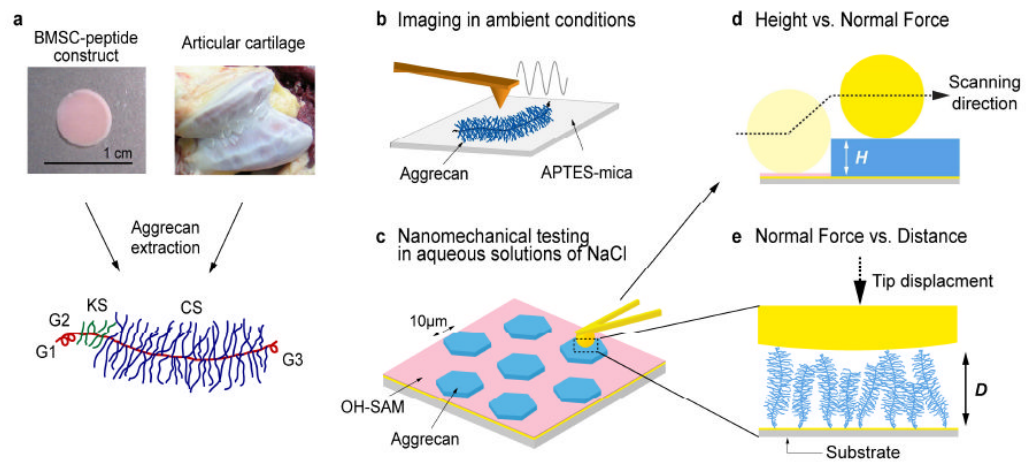 a
BMSC-peptide
construct
Articular cartilage
1 cm
Aggrecan
extraction
KS
CS
G2
G1
G3
b Imaging in ambient conditions
Aggrecan
APTES-mica
c Nanomechanical testing
in aqueous solutions of NaCl
10µm
OH-SAM
Aggrecan
d Height vs. Normal Force
Scanning
direction
H
e Normal Force vs. Distance
Tip displacment
D
Substrate